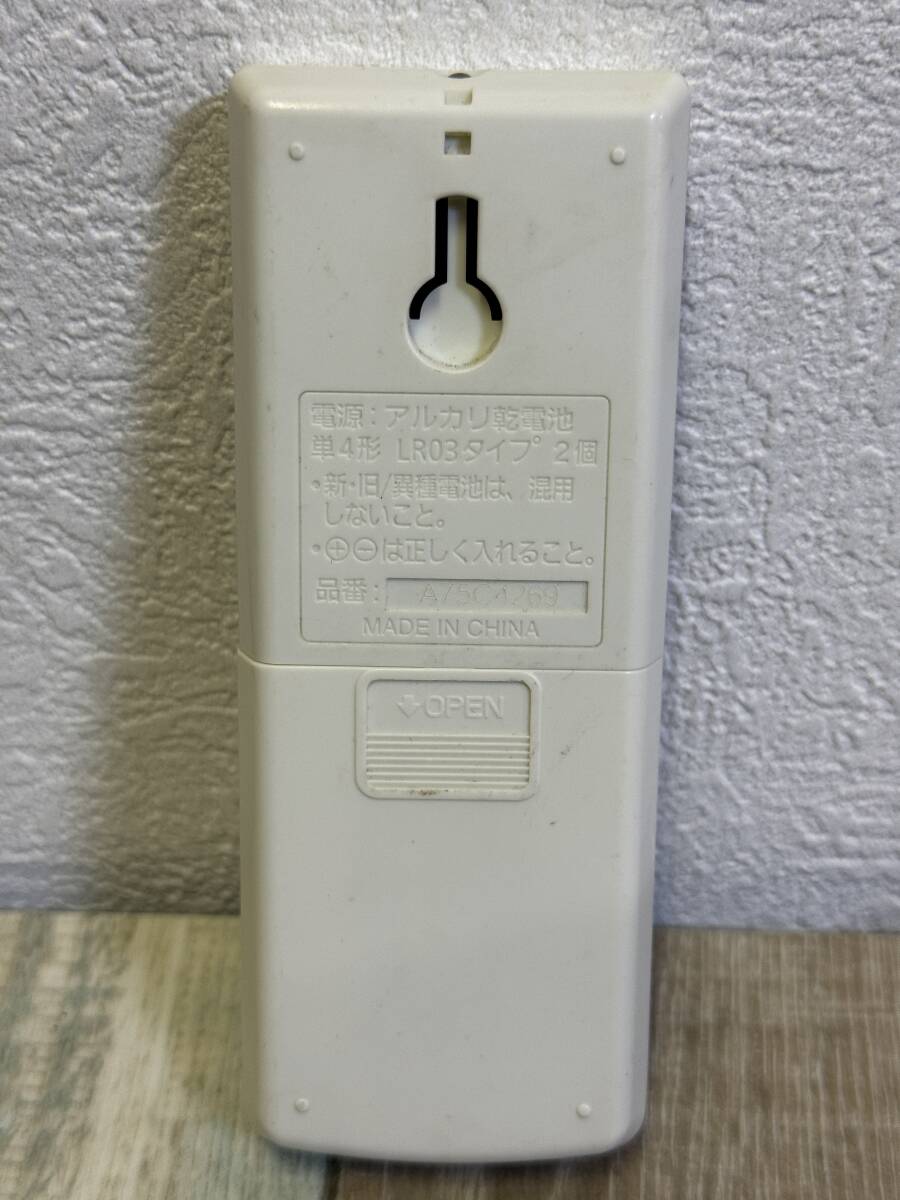 電源：アルカリ乾電池
単4形 LR03タイプ 2個
・新・旧/異種電池は、混用
しないこと。
・⊕⊖は正しく入れること。
品番：A75C4269
MADE IN CHINA
⇩OPEN